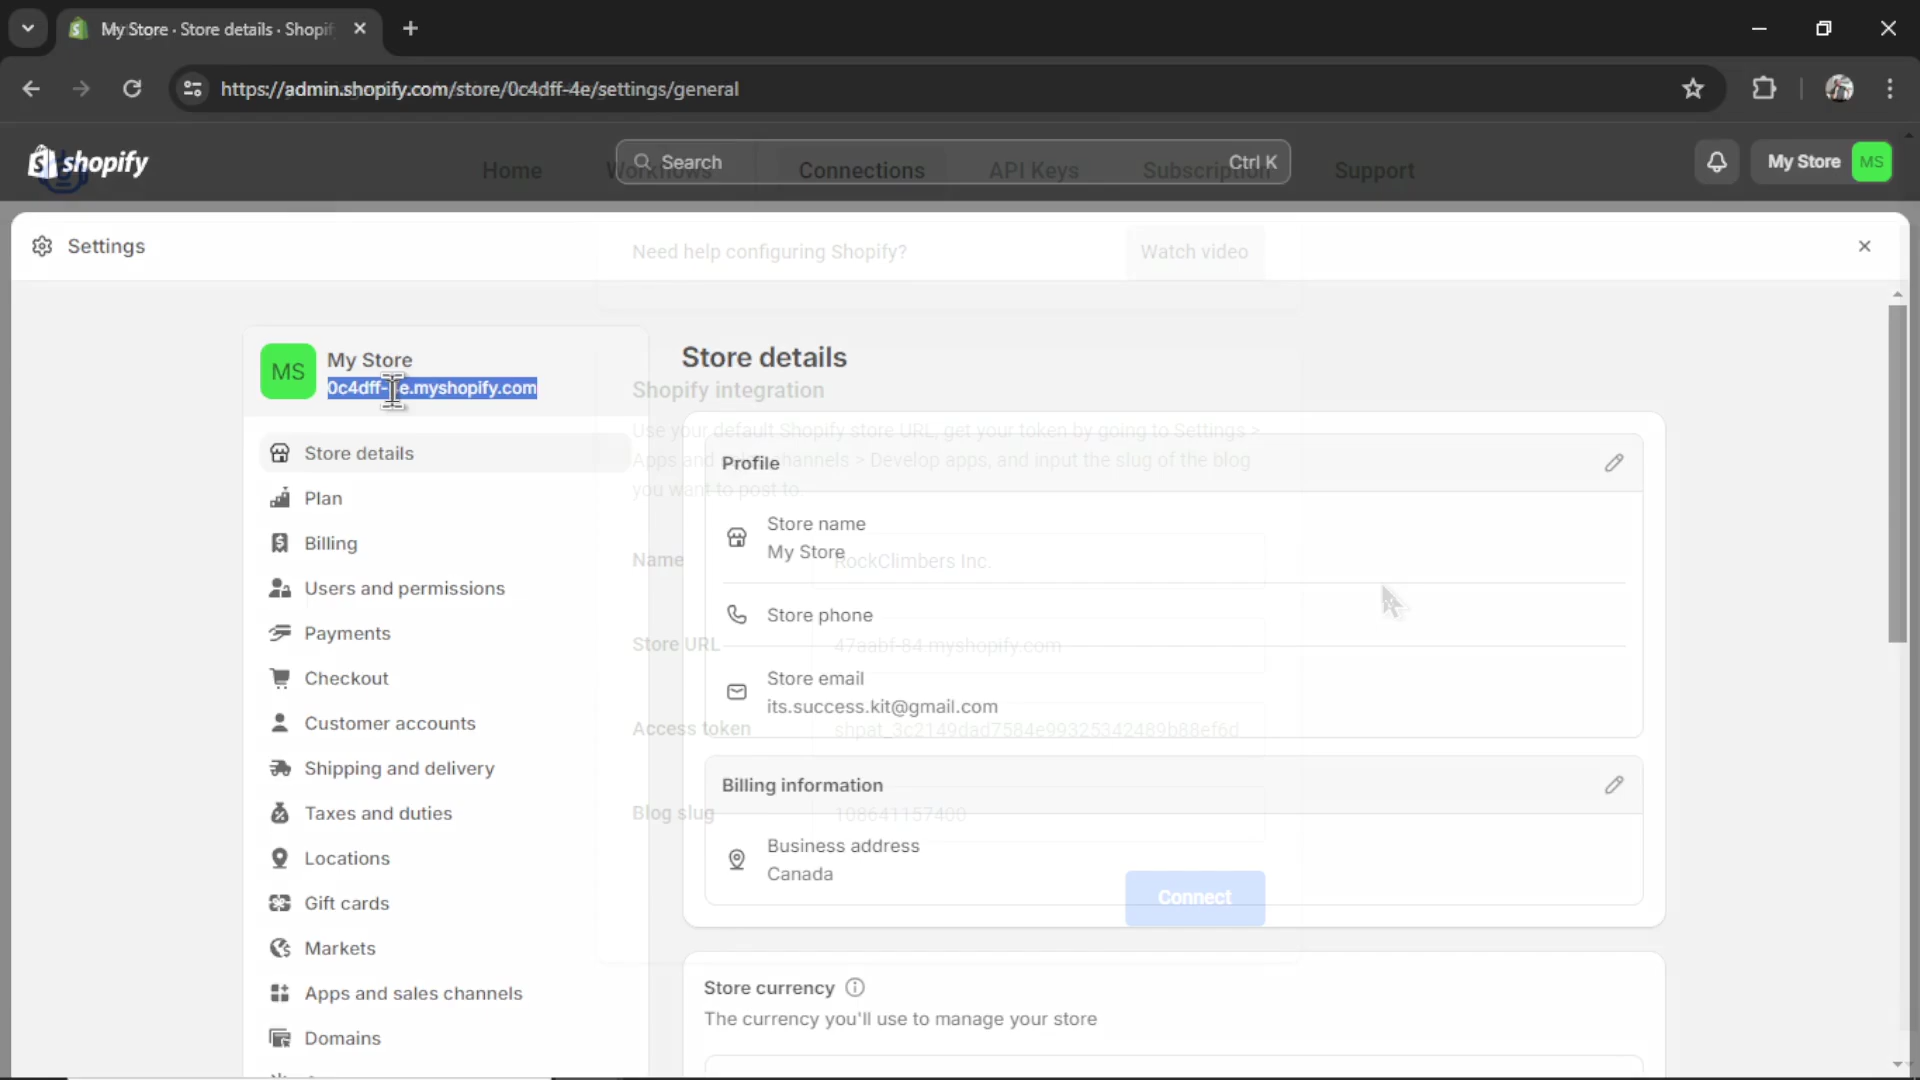 My Store · Store details · Shopif
https://admin.shopify.com/store/0c4dff-4e/settings/general
shopify
Search
Ctrl K
My Store
MS
Home
Workflows
Connections
API Keys
Subscription
Support
Settings
Need help configuring Shopify?
Watch video
MS
My Store
0c4dff-4e.myshopify.com
Store details
Plan
Billing
Users and permissions
Payments
Checkout
Customer accounts
Shipping and delivery
Taxes and duties
Locations
Gift cards
Markets
Apps and sales channels
Domains
Store details
Shopify integration
Use your default Shopify store URL, get your token by going to Settings >
Apps and sales channels > Develop apps, and input the slug of the blog
you want to post to.
Profile
Store name
My Store
Name
RockClimbers Inc.
Store phone
Store URL
47aabf-84.myshopify.com
Store email
its.success.kit@gmail.com
Access token
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
Billing information
Blog slug
108641157400
Business address
Canada
Connect
Store currency
The currency you'll use to manage your store